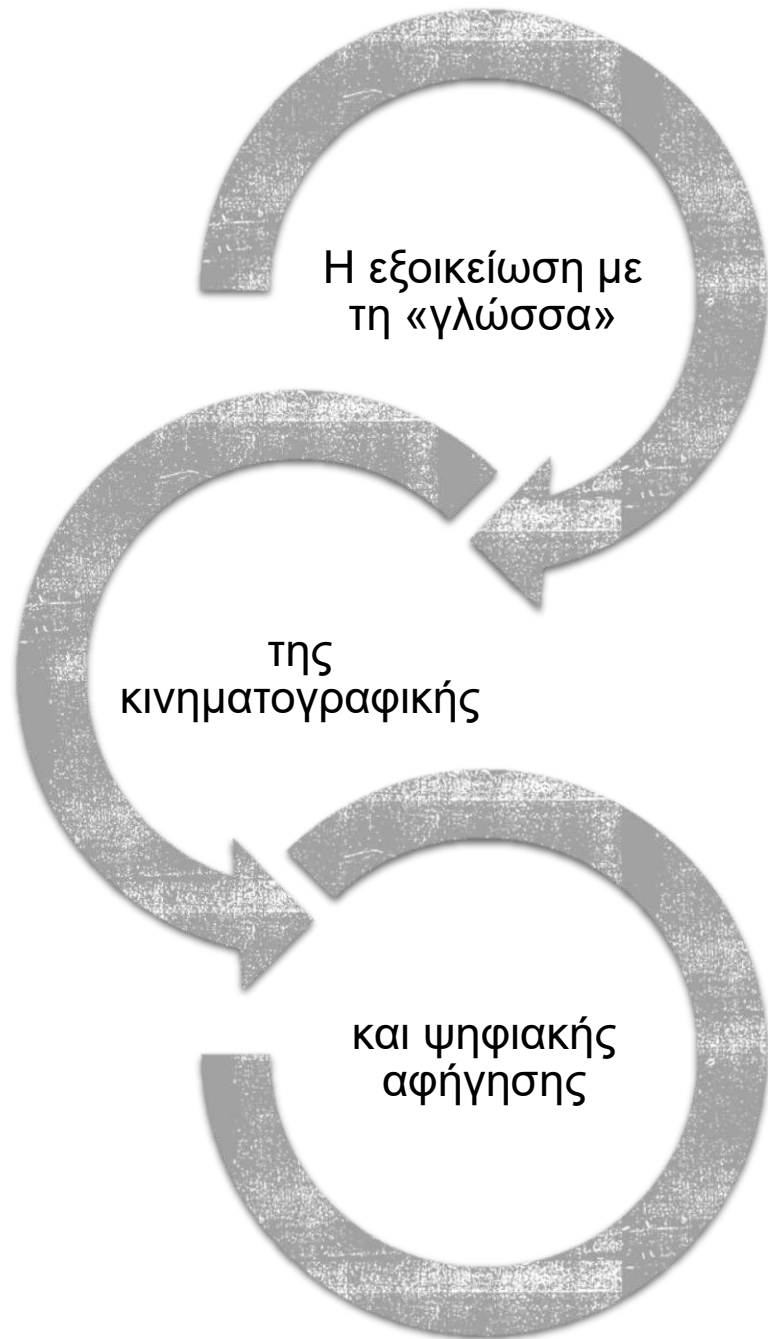 Η εξοικείωση με
τη «γλώσσα»
της
κινηματογραφικής
και ψηφιακής
αφήγησης